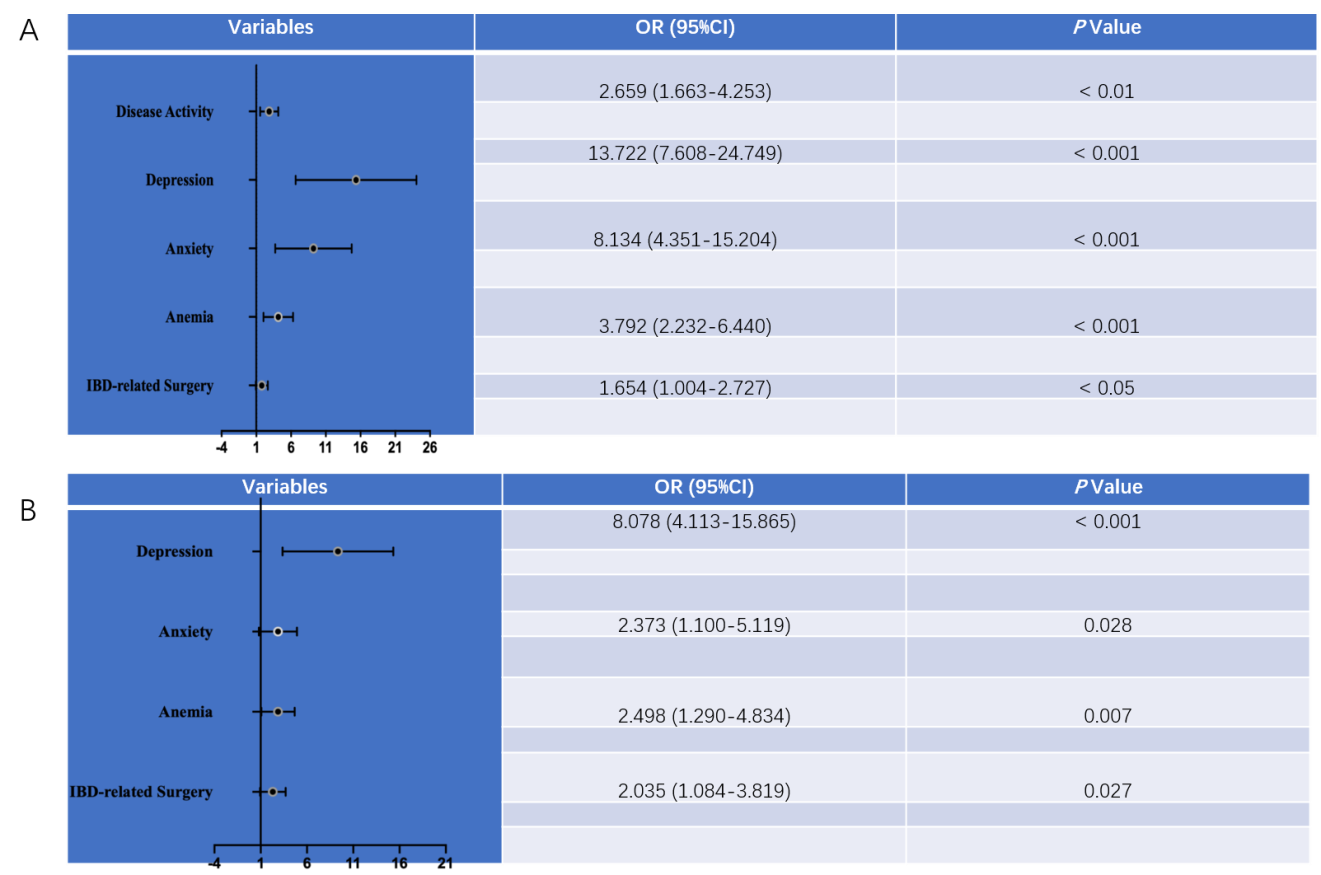 A
Variables OR (95%CI) P Value
Disease Activity 2.659 (1.663-4.253) < 0.01
Depression 13.722 (7.608-24.749) < 0.001
Anxiety 8.134 (4.351-15.204) < 0.001
Anemia 3.792 (2.232-6.440) < 0.001
IBD-related Surgery 1.654 (1.004-2.727) < 0.05
-4 1 6 11 16 21 26
B
Variables OR (95%CI) P Value
Depression 8.078 (4.113-15.865) < 0.001
Anxiety 2.373 (1.100-5.119) 0.028
Anemia 2.498 (1.290-4.834) 0.007
IBD-related Surgery 2.035 (1.084-3.819) 0.027
-4 1 6 11 16 21